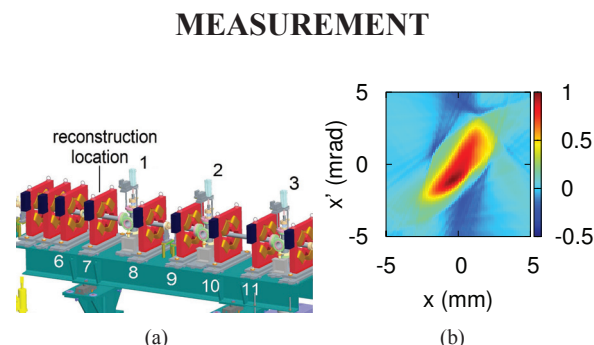 MEASUREMENT
reconstruction
location
1
2
3
6
7
8
9
10
11
(a)
5
0
-5
x' (mrad)
-5
0
5
x (mm)
1
0.5
0
-0.5
(b)